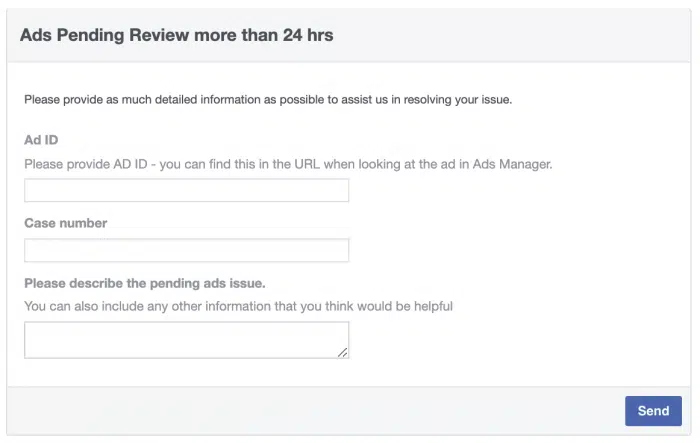 Ads Pending Review more than 24 hrs
Please provide as much detailed information as possible to assist us in resolving your issue.
Ad ID
Please provide AD ID - you can find this in the URL when looking at the ad in Ads Manager.
Case number
Please describe the pending ads issue.
You can also include any other information that you think would be helpful
Send